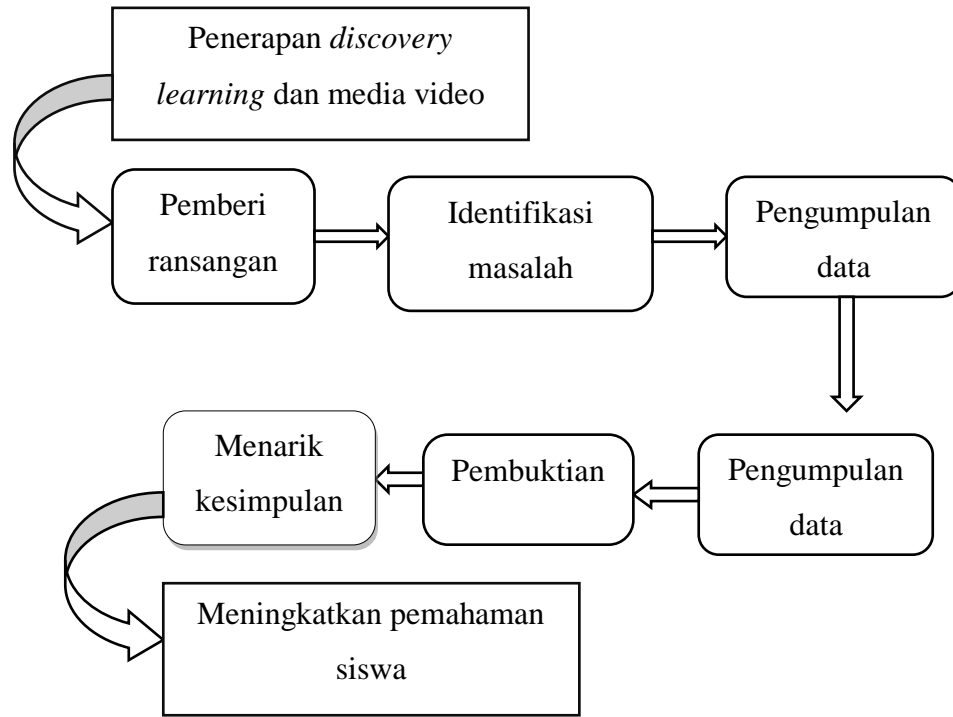 Penerapan discovery
learning dan media video
Pemberi
ransangan
Identifikasi
masalah
Pengumpulan
data
Pengumpulan
data
Pembuktian
Menarik
kesimpulan
Meningkatkan pemahaman
siswa